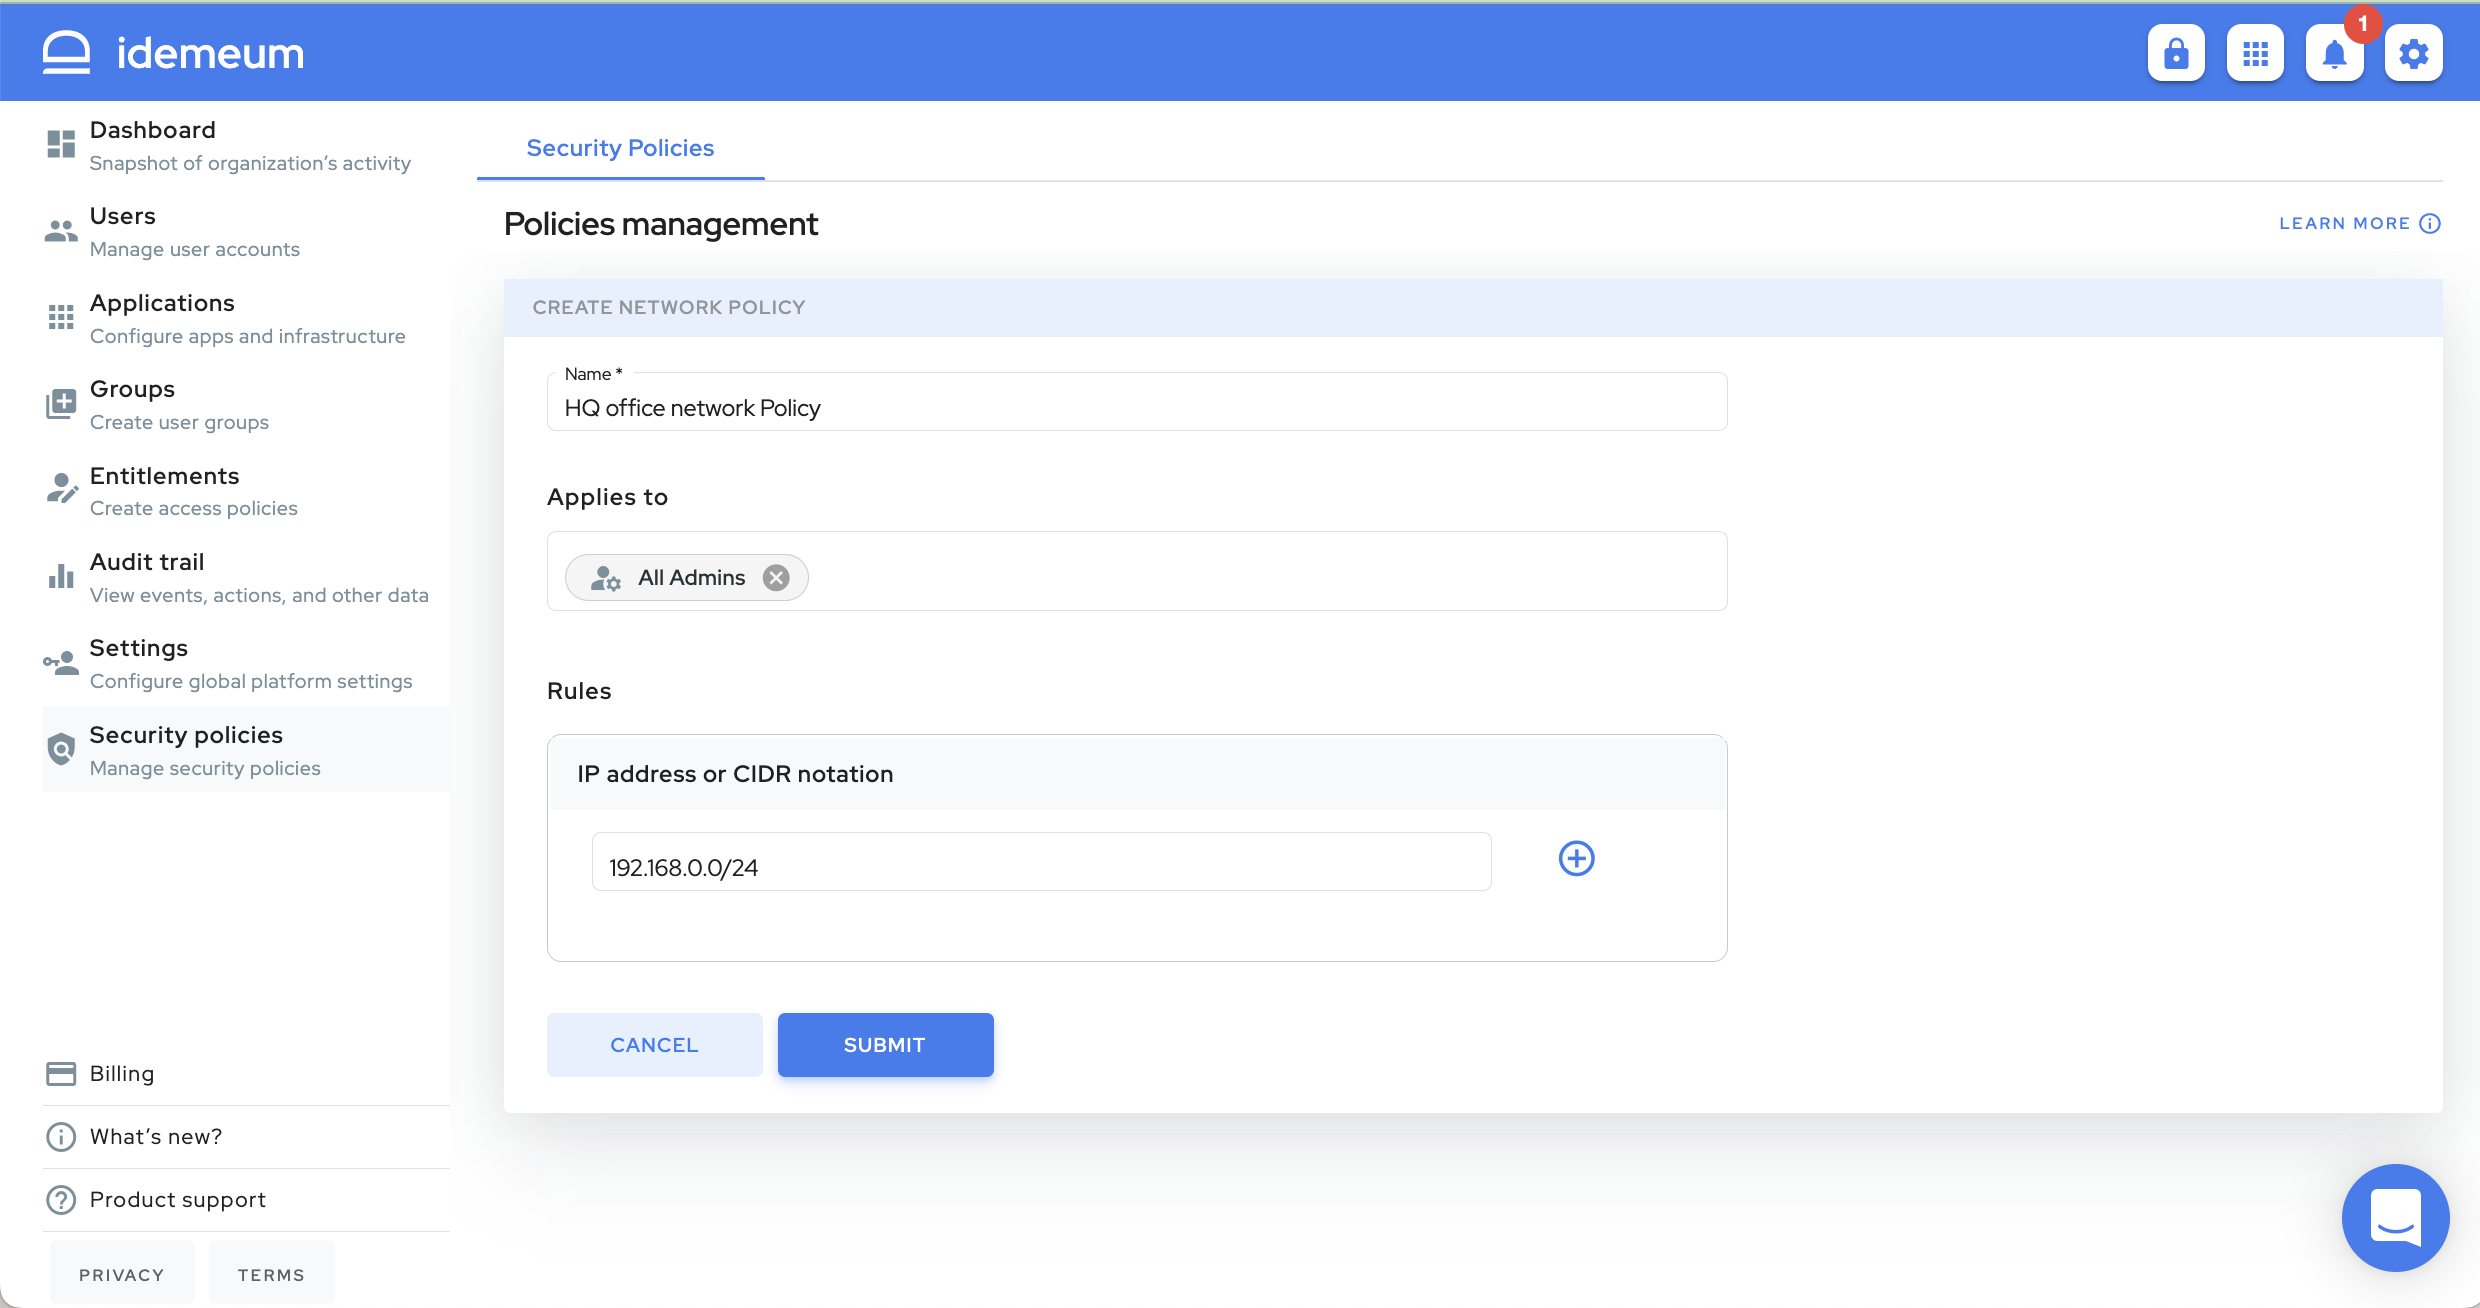 idemeum
1
Dashboard
Snapshot of organization's activity
Users
Manage user accounts
Applications
Configure apps and infrastructure
Groups
Create user groups
Entitlements
Create access policies
Audit trail
View events, actions, and other data
Settings
Configure global platform settings
Security policies
Manage security policies
Billing
What's new?
Product support
PRIVACY TERMS
Security Policies
Policies management
LEARN MORE
CREATE NETWORK POLICY
Name *
HQ office network Policy
Applies to
All Admins
Rules
IP address or CIDR notation
192.168.0.0/24
CANCEL SUBMIT